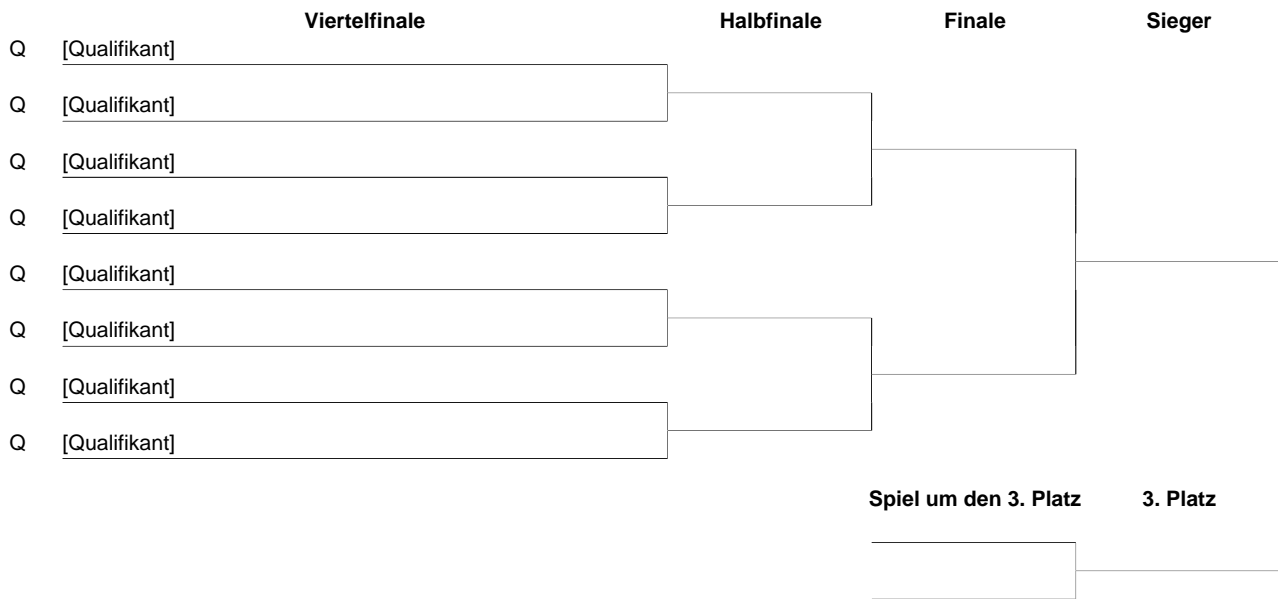 Viertelfinale Halbfinale Finale Sieger
Q [Qualifikant]
Q [Qualifikant]
Q [Qualifikant]
Q [Qualifikant]
Q [Qualifikant]
Q [Qualifikant]
Q [Qualifikant]
Q [Qualifikant]
Spiel um den 3. Platz 3. Platz